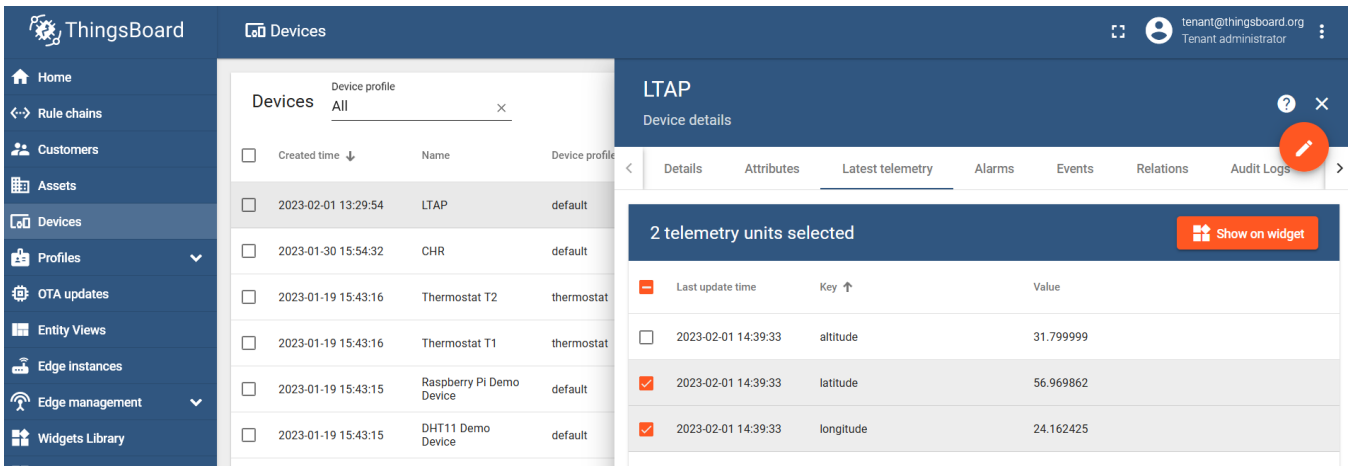 ThingsBoard
Devices
tenant@thingsboard.org
Tenant administrator
Home
Rule chains
Customers
Assets
Devices
Profiles
OTA updates
Entity Views
Edge instances
Edge management
Widgets Library
Devices
Device profile
All
Created time Name Device profile
2023-02-01 13:29:54 LTAP default
2023-01-30 15:54:32 CHR default
2023-01-19 15:43:16 Thermostat T2 thermostat
2023-01-19 15:43:16 Thermostat T1 thermostat
2023-01-19 15:43:15 Raspberry Pi Demo Device default
2023-01-19 15:43:15 DHT11 Demo Device default
LTAP
Device details
Details Attributes Latest telemetry Alarms Events Relations Audit Logs
2 telemetry units selected
Show on widget
Last update time Key Value
2023-02-01 14:39:33 altitude 31.799999
2023-02-01 14:39:33 latitude 56.969862
2023-02-01 14:39:33 longitude 24.162425